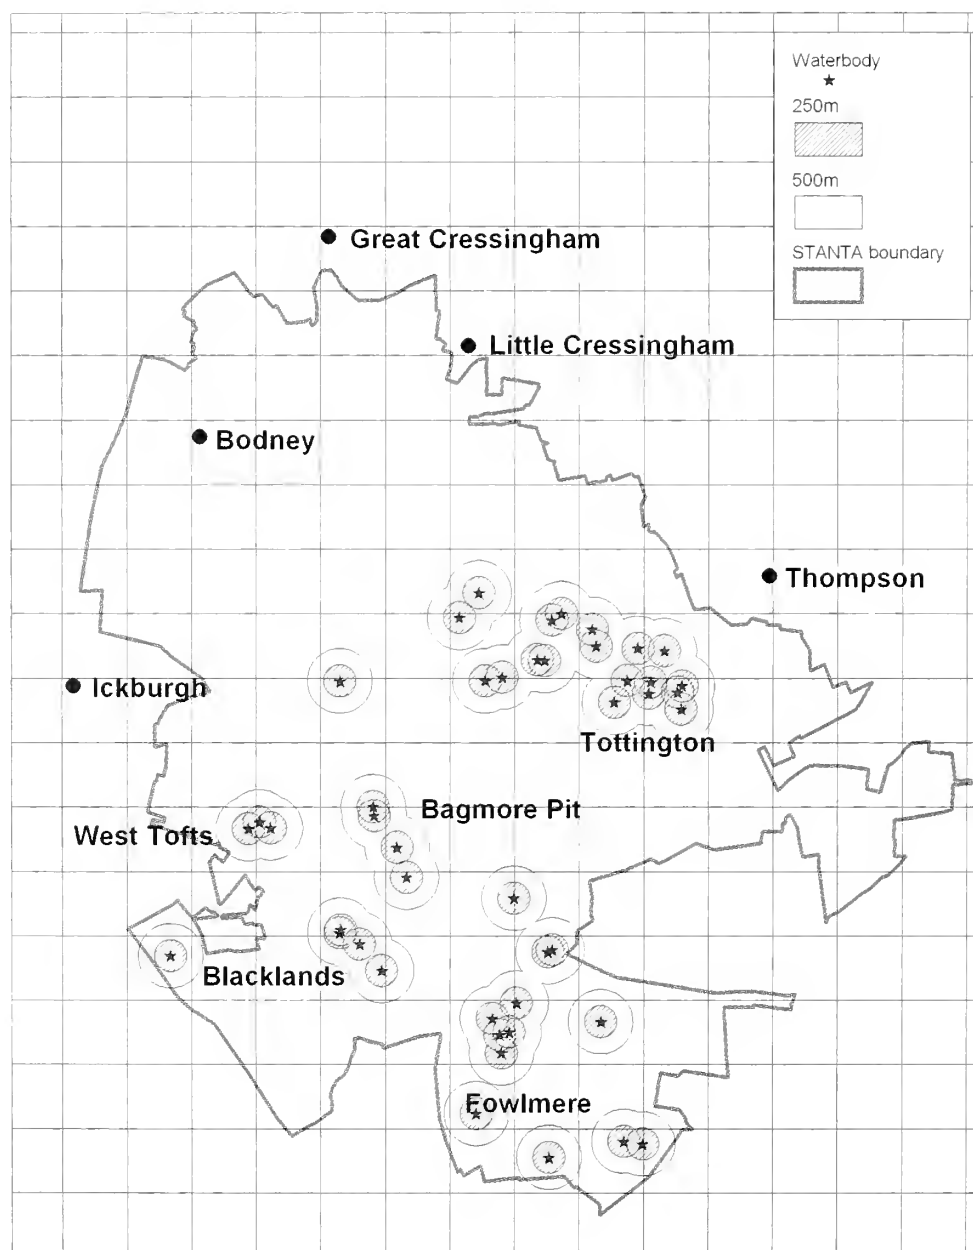 Waterbody
250m
500m
STANTA boundary
Great Cressingham
Little Cressingham
Bodney
Thompson
Ickburgh
Tottington
Bagmore Pit
West Tofts
Blacklands
Fowlmere